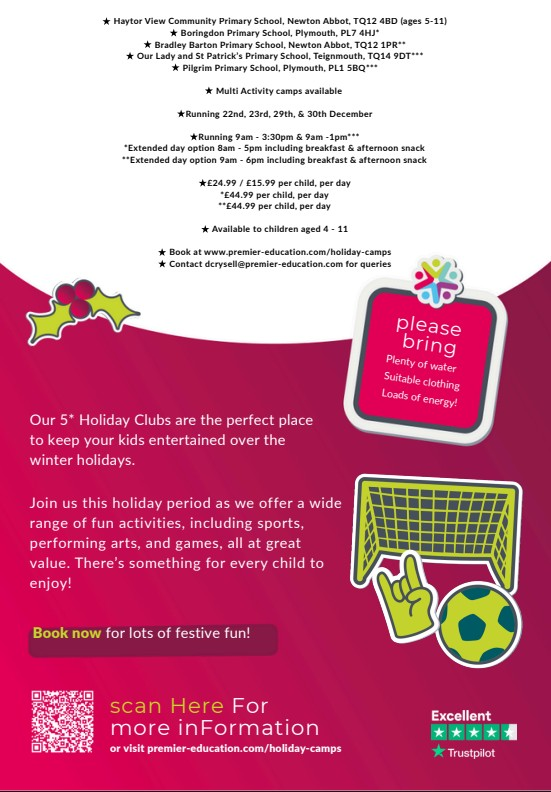 ★ Haytor View Community Primary School, Newton Abbot, TQ12 4BD (ages 5-11)
★ Boringdon Primary School, Plymouth, PL7 4HJ*
★ Bradley Barton Primary School, Newton Abbot, TQ12 1PR**
★ Our Lady and St Patrick's Primary School, Teignmouth, TQ14 9DT***
★ Pilgrim Primary School, Plymouth, PL1 5BQ***
★ Multi Activity camps available
★Running 22nd, 23rd, 29th, & 30th December
★Running 9am - 3:30pm & 9am -1pm***
*Extended day option 8am - 5pm including breakfast & afternoon snack
**Extended day option 9am - 6pm including breakfast & afternoon snack
★£24.99 / £15.99 per child, per day
*£44.99 per child, per day
**£44.99 per child, per day
★ Available to children aged 4 - 11
★ Book at www.premier-education.com/holiday-camps
★ Contact dcrysell@premier-education.com for queries
please
bring
Plenty of water
Suitable clothing
Loads of energy!
Our 5* Holiday Clubs are the perfect place
to keep your kids entertained over the
winter holidays.
Join us this holiday period as we offer a wide
range of fun activities, including sports,
performing arts, and games, all at great
value. There's something for every child to
enjoy!
Book now for lots of festive fun!
scan Here For
more inFormation
or visit premier-education.com/holiday-camps
Excellent
★ Trustpilot